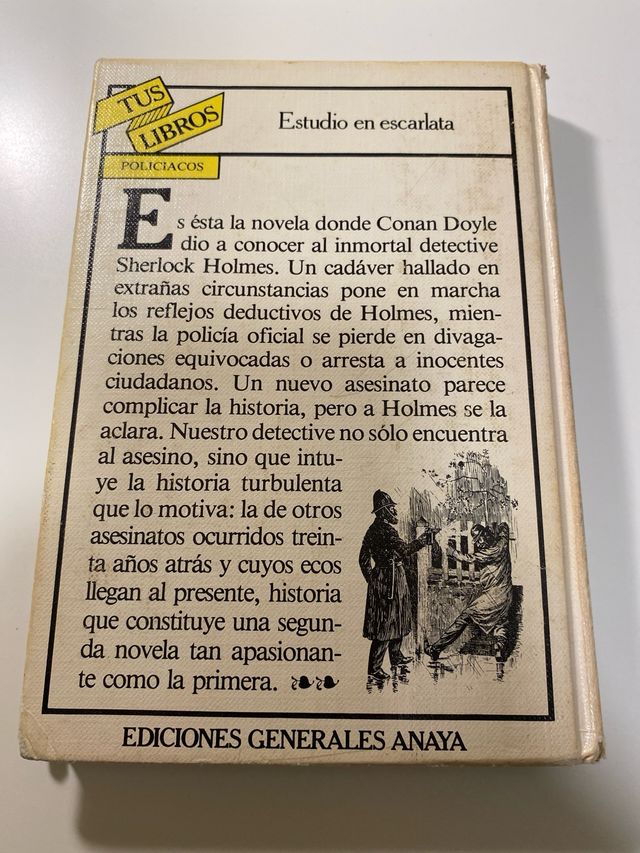 TUS
LIBROS
POLICIACOS
Estudio en escarlata
Es ésta la novela donde Conan Doyle
dio a conocer al inmortal detective
Sherlock Holmes. Un cadáver hallado en
extrañas circunstancias pone en marcha
los reflejos deductivos de Holmes, mien-
tras la policía oficial se pierde en divaga-
ciones equivocadas o arresta a inocentes
ciudadanos. Un nuevo asesinato parece
complicar la historia, pero a Holmes se la
aclara. Nuestro detective no sólo encuentra
al asesino, sino que intu-
ye la historia turbulenta
que lo motiva: la de otros
asesinatos ocurridos trein-
ta años atrás y cuyos ecos
llegan al presente, historia
que constituye una segun-
da novela tan apasionan-
te como la primera.
EDICIONES GENERALES ANAYA